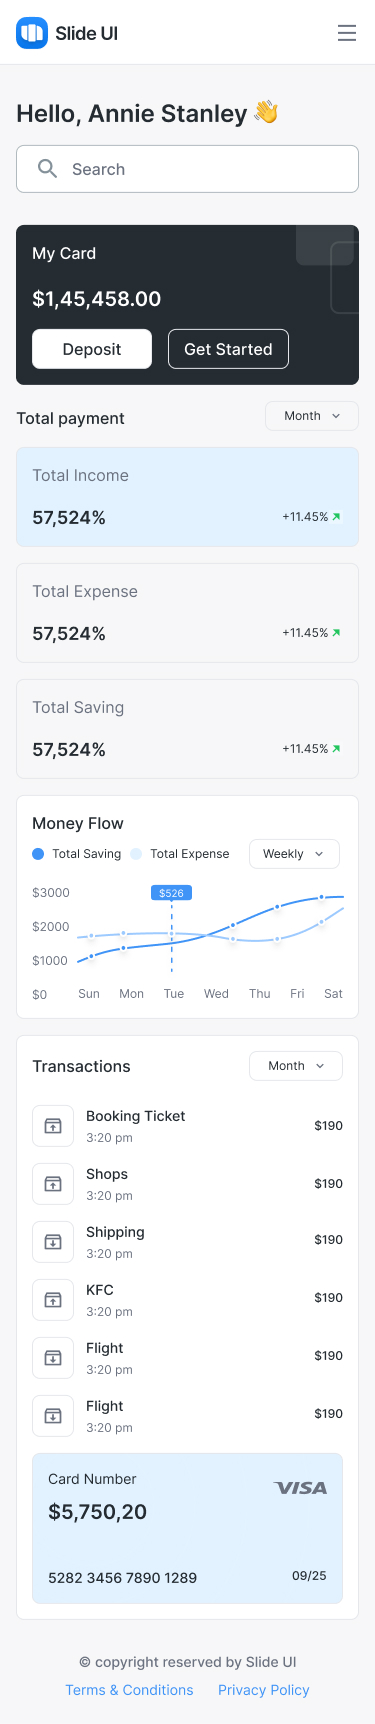 Slide UI
Hello, Annie Stanley 👋
Search
My Card
$1,45,458.00
Deposit Get Started
Total payment Month
Total Income
57,524% +11.45%
Total Expense
57,524% +11.45%
Total Saving
57,524% +11.45%
Money Flow
Total Saving Total Expense Weekly
$3000 $526
$2000
$1000
$0 Sun Mon Tue Wed Thu Fri Sat
Transactions Month
Booking Ticket
3:20 pm $190
Shops
3:20 pm $190
Shipping
3:20 pm $190
KFC
3:20 pm $190
Flight
3:20 pm $190
Flight
3:20 pm $190
Card Number VISA
$5,750,20
5282 3456 7890 1289 09/25
© copyright reserved by Slide UI
Terms & Conditions Privacy Policy